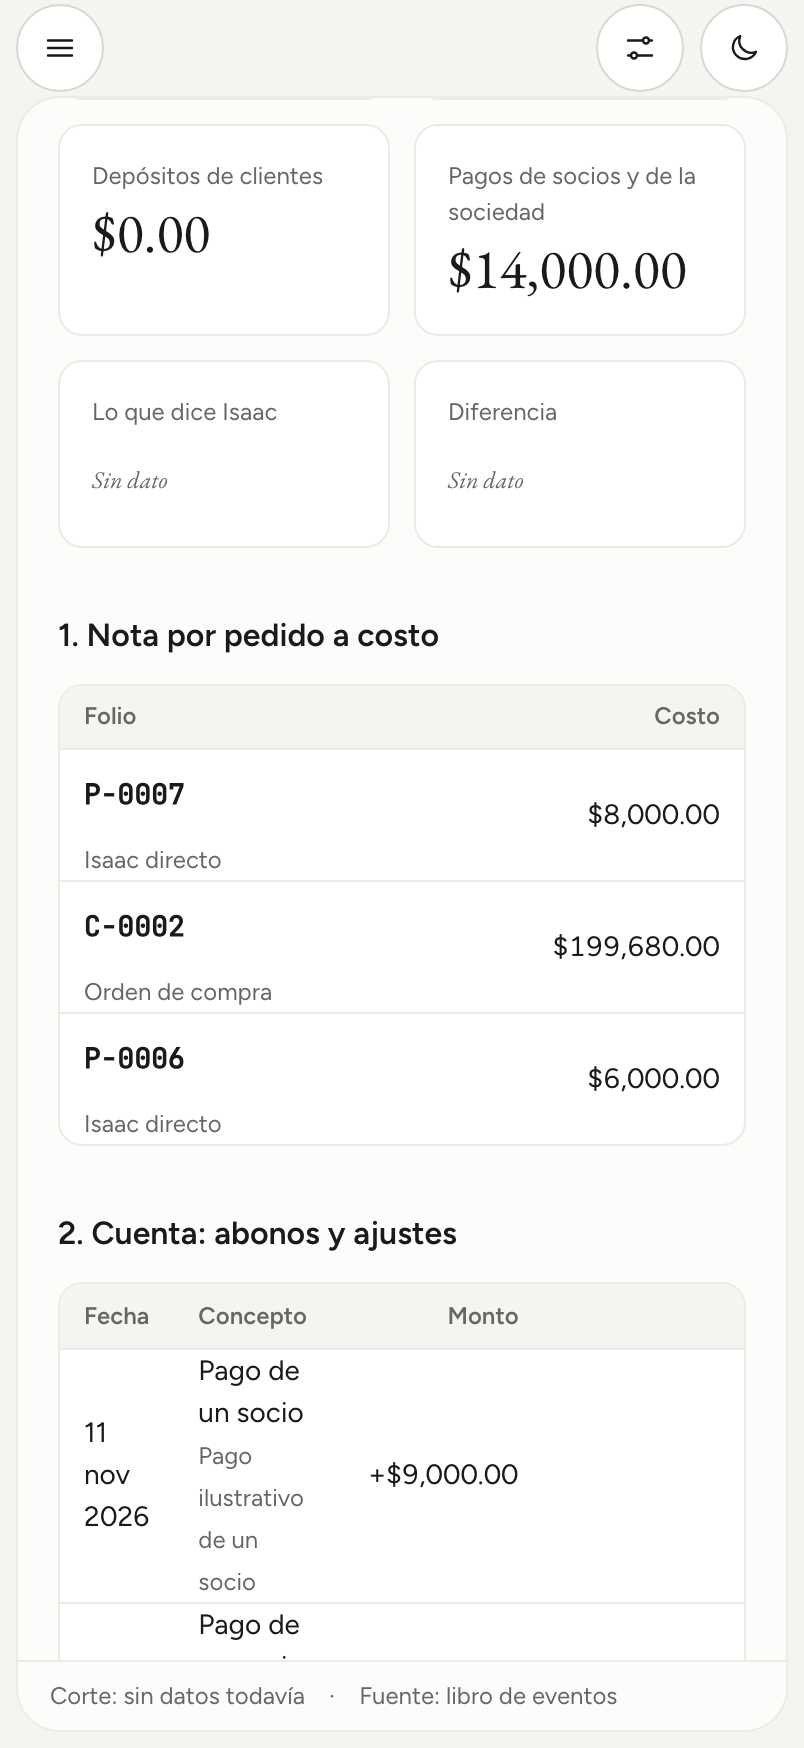 Depósitos de clientes
$0.00
Pagos de socios y de la
sociedad
$14,000.00
Lo que dice Isaac
Sin dato
Diferencia
Sin dato
1. Nota por pedido a costo
Folio Costo
P-0007
$8,000.00
Isaac directo
C-0002
$199,680.00
Orden de compra
P-0006
$6,000.00
Isaac directo
2. Cuenta: abonos y ajustes
Fecha Concepto Monto
11
nov
2026
Pago de
un socio
Pago
ilustrativo
de un
socio
+$9,000.00
Pago de
Corte: sin datos todavía · Fuente: libro de eventos